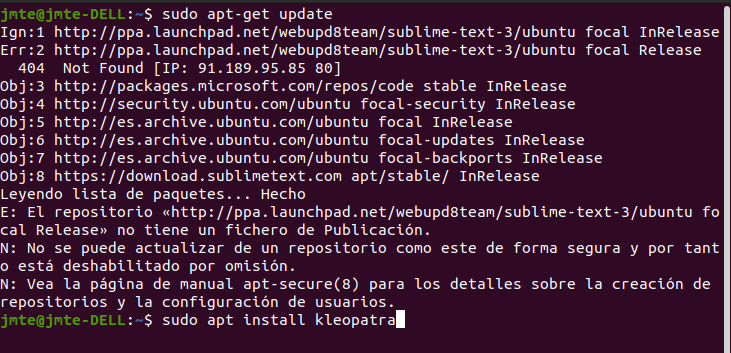 jmte@jmte-DELL:~$ sudo apt-get update
Ign:1 http://ppa.launchpad.net/webupd8team/sublime-text-3/ubuntu focal InRelease
Err:2 http://ppa.launchpad.net/webupd8team/sublime-text-3/ubuntu focal Release
  404  Not Found [IP: 91.189.95.85 80]
Obj:3 http://packages.microsoft.com/repos/code stable InRelease
Obj:4 http://security.ubuntu.com/ubuntu focal-security InRelease
Obj:5 http://es.archive.ubuntu.com/ubuntu focal InRelease
Obj:6 http://es.archive.ubuntu.com/ubuntu focal-updates InRelease
Obj:7 http://es.archive.ubuntu.com/ubuntu focal-backports InRelease
Obj:8 https://download.sublimetext.com apt/stable/ InRelease
Leyendo lista de paquetes... Hecho
E: El repositorio «http://ppa.launchpad.net/webupd8team/sublime-text-3/ubuntu fo
cal Release» no tiene un fichero de Publicación.
N: No se puede actualizar de un repositorio como este de forma segura y por tant
o está deshabilitado por omisión.
N: Vea la página de manual apt-secure(8) para los detalles sobre la creación de
repositorios y la configuración de usuarios.
jmte@jmte-DELL:~$ sudo apt install kleopatra